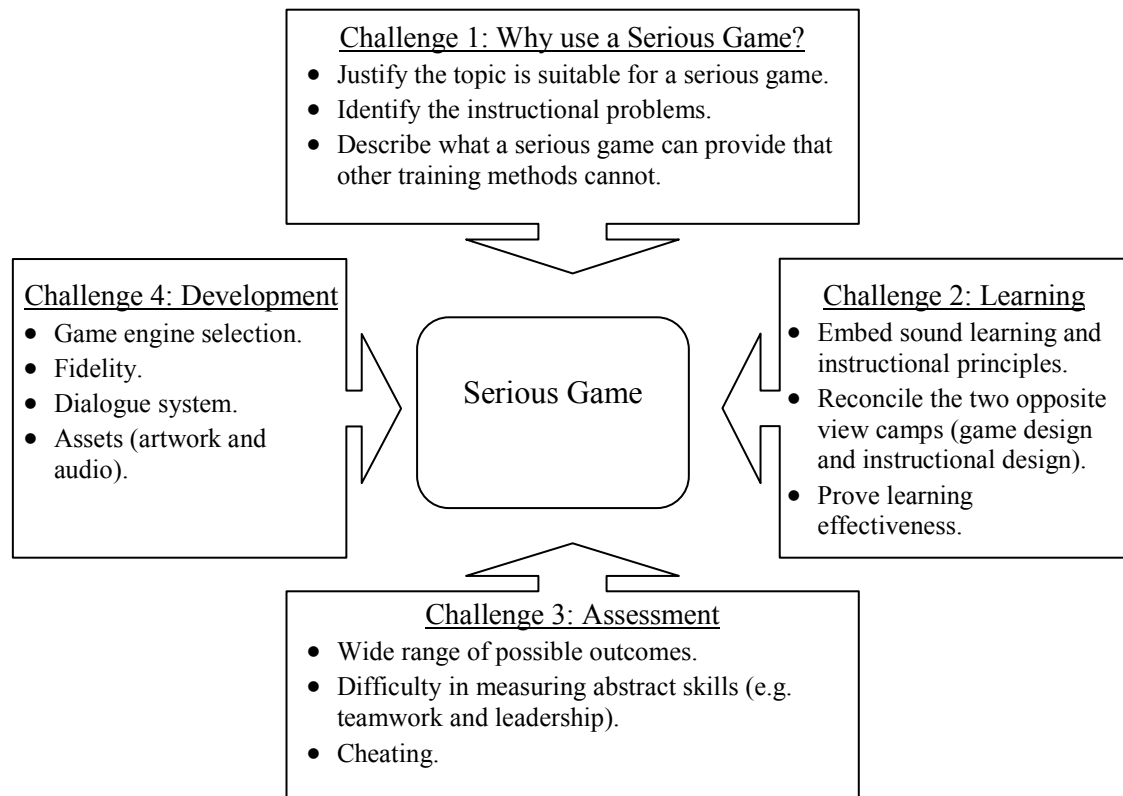 Challenge 1: Why use a Serious Game?
• Justify the topic is suitable for a serious game.
• Identify the instructional problems.
• Describe what a serious game can provide that
other training methods cannot.
Challenge 4: Development
• Game engine selection.
• Fidelity.
• Dialogue system.
• Assets (artwork and
audio).
Serious Game
Challenge 2: Learning
• Embed sound learning and
instructional principles.
• Reconcile the two opposite
view camps (game design
and instructional design).
• Prove learning
effectiveness.
Challenge 3: Assessment
• Wide range of possible outcomes.
• Difficulty in measuring abstract skills (e.g.
teamwork and leadership).
• Cheating.